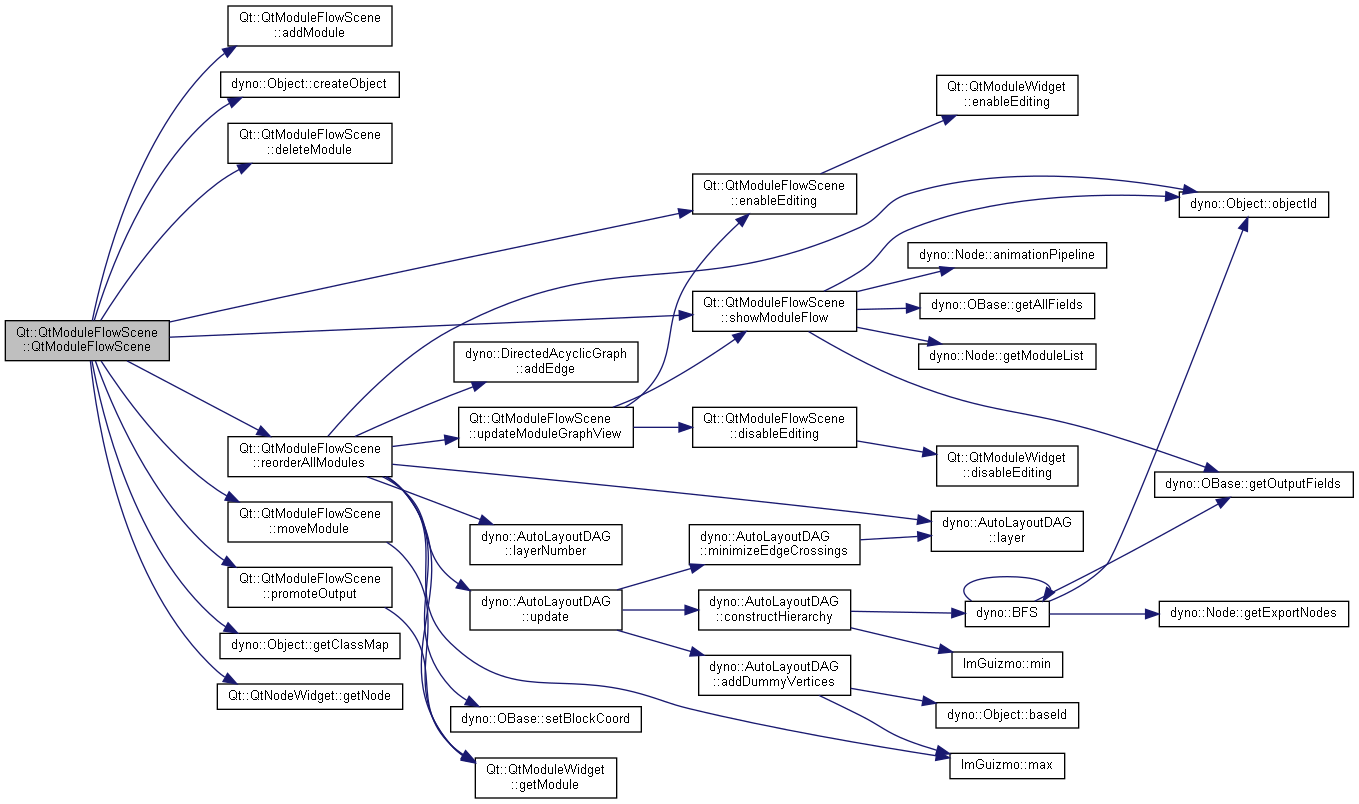 Qt::QtModuleFlowScene
::QtModuleFlowScene
Qt::QtModuleFlowScene
::addModule
dyno::Object::createObject
Qt::QtModuleFlowScene
::deleteModule
Qt::QtModuleFlowScene
::reorderAllModules
Qt::QtModuleFlowScene
::moveModule
Qt::QtModuleFlowScene
::promoteOutput
dyno::Object::getClassMap
Qt::QtNodeWidget::getNode
dyno::DirectedAcyclicGraph
::addEdge
Qt::QtModuleFlowScene
::updateModuleGraphView
dyno::AutoLayoutDAG
::layerNumber
dyno::AutoLayoutDAG
::update
dyno::OBase::setBlockCoord
Qt::QtModuleWidget
::getModule
Qt::QtModuleFlowScene
::enableEditing
Qt::QtModuleFlowScene
::showModuleFlow
Qt::QtModuleFlowScene
::disableEditing
dyno::AutoLayoutDAG
::minimizeEdgeCrossings
dyno::AutoLayoutDAG
::constructHierarchy
dyno::AutoLayoutDAG
::addDummyVertices
Qt::QtModuleWidget
::enableEditing
dyno::Node::animationPipeline
dyno::OBase::getAllFields
dyno::Node::getModuleList
Qt::QtModuleWidget
::disableEditing
dyno::AutoLayoutDAG
::layer
dyno::BFS
ImGuizmo::min
dyno::Object::baseId
ImGuizmo::max
dyno::Object::objectId
dyno::OBase::getOutputFields
dyno::Node::getExportNodes